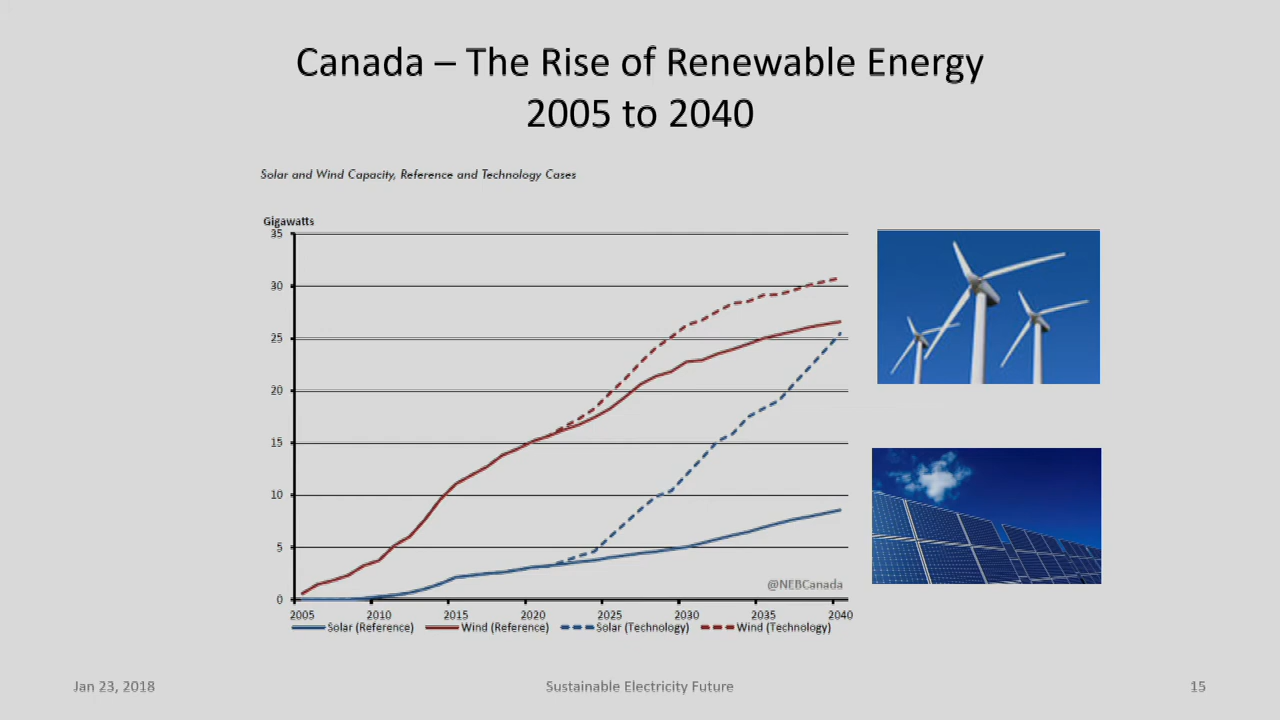 Canada – The Rise of Renewable Energy
2005 to 2040
Solar and Wind Capacity, Reference and Technology Cases
Gigawatts
35
30
25
20
15
10
5
0
@NEBCanada
2005 2010 2015 2020 2025 2030 2035 2040
Solar (Reference) Wind (Reference) Solar (Technology) Wind (Technology)
Jan 23, 2018 Sustainable Electricity Future 15